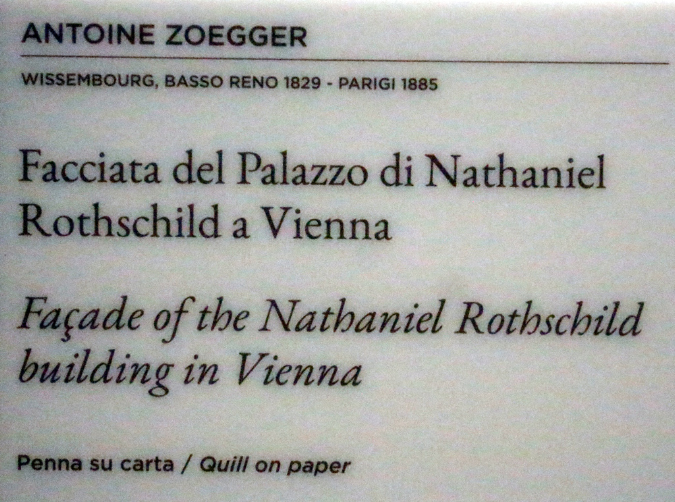 ANTOINE ZOEGGER
WISSEMBOURG, BASSO RENO 1829 - PARIGI 1885
Facciata del Palazzo di Nathaniel
Rothschild a Vienna
Façade of the Nathaniel Rothschild
building in Vienna
Penna su carta / Quill on paper